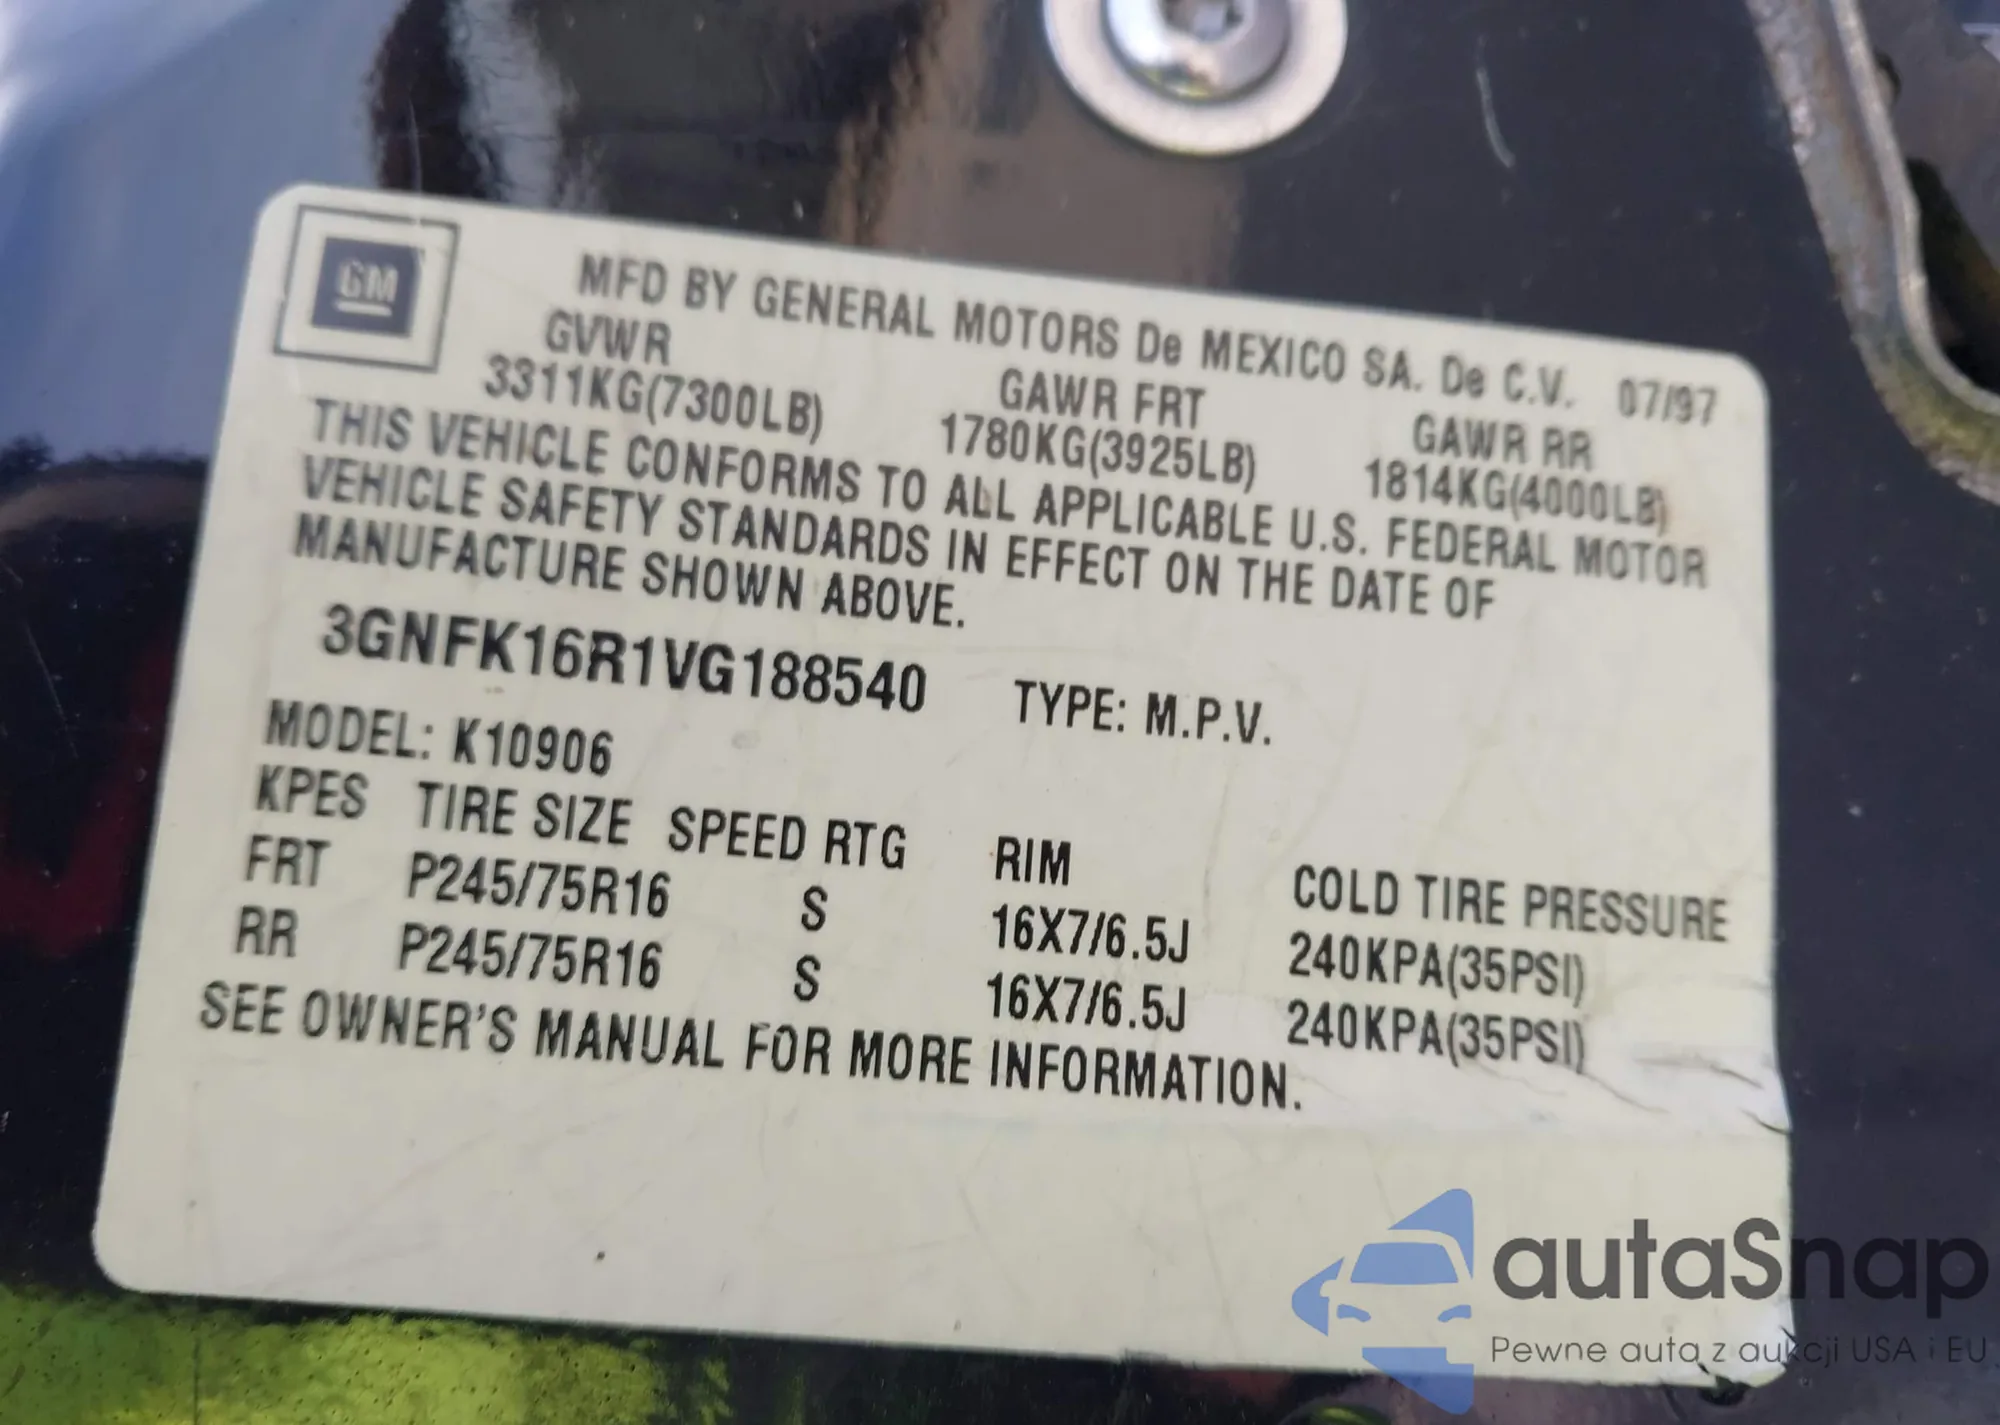 GM
MFD BY GENERAL MOTORS De MEXICO SA. De C.V. 07/97
GVWR GAWR FRT GAWR RR
3311KG(7300LB) 1780KG(3925LB) 1814KG(4000LB)
THIS VEHICLE CONFORMS TO ALL APPLICABLE U.S. FEDERAL MOTOR
VEHICLE SAFETY STANDARDS IN EFFECT ON THE DATE OF
MANUFACTURE SHOWN ABOVE.
3GNFK16R1VG188540 TYPE: M.P.V.
MODEL: K10906
KPES TIRE SIZE SPEED RTG RIM COLD TIRE PRESSURE
FRT P245/75R16 S 16X7/6.5J 240KPA(35PSI)
RR P245/75R16 S 16X7/6.5J 240KPA(35PSI)
SEE OWNER'S MANUAL FOR MORE INFORMATION.
autaSnap
Pewne auta z aukcji USA i EU